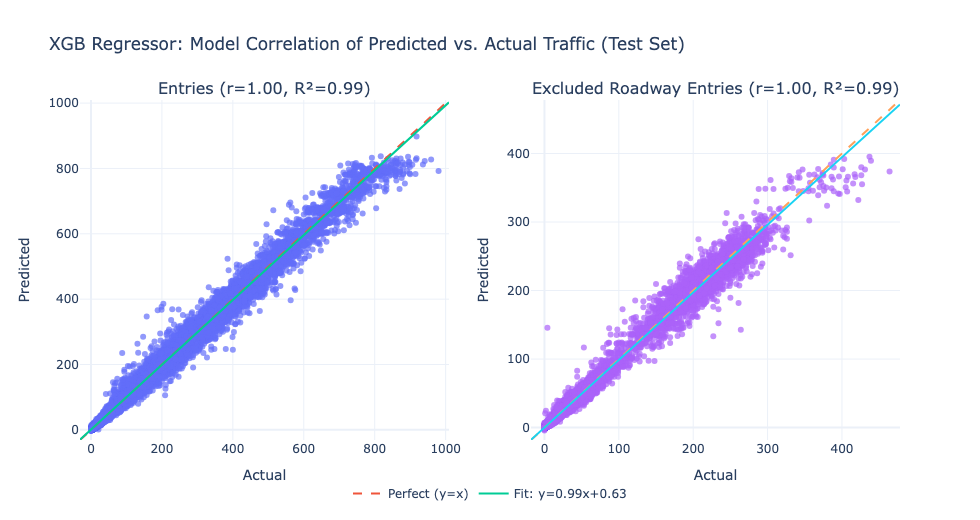 XGB Regressor: Model Correlation of Predicted vs. Actual Traffic (Test Set)
Entries (r=1.00, R²=0.99)
Excluded Roadway Entries (r=1.00, R²=0.99)
1000
800
600
400
200
0
Predicted
0
200
400
600
800
1000
Actual
400
300
200
100
0
Predicted
0
100
200
300
400
Actual
Perfect (y=x)
Fit: y=0.99x+0.63